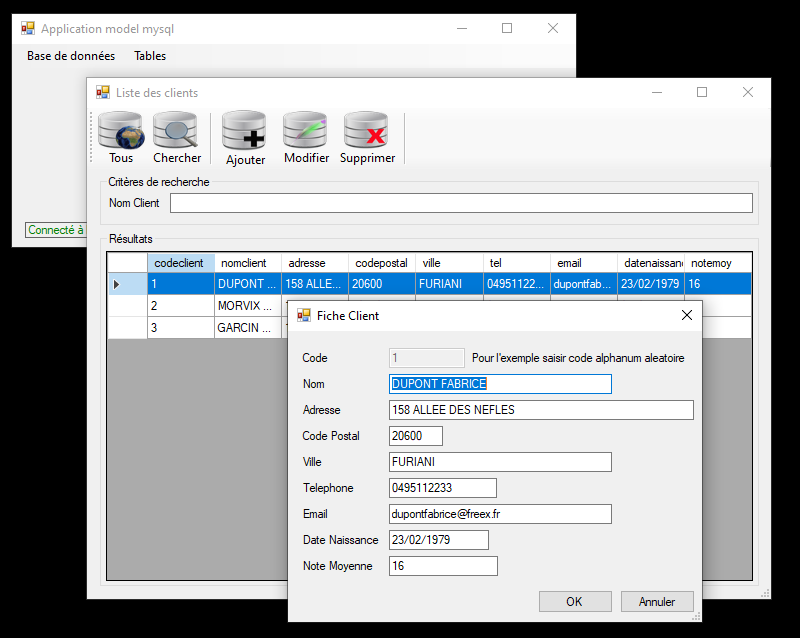 Application model mysql
Base de données Tables
Liste des clients
Tous Chercher Ajouter Modifier Supprimer
Critères de recherche
Nom Client
Connecté à
Résultats
codeclient nomclient adresse codepostal ville tel email datenaissan notemoy
1 DUPONT ... 158 ALLE... 20600 FURIANI 04951122... dupontfab... 23/02/1979 16
2 MORVIX ...
3 GARCIN ...
Fiche Client
Code 1 Pour l'exemple saisir code alphanum aleatoire
Nom DUPONT FABRICE
Adresse 158 ALLEE DES NEFLES
Code Postal 20600
Ville FURIANI
Telephone 0495112233
Email dupontfabrice@freex.fr
Date Naissance 23/02/1979
Note Moyenne 16
OK Annuler